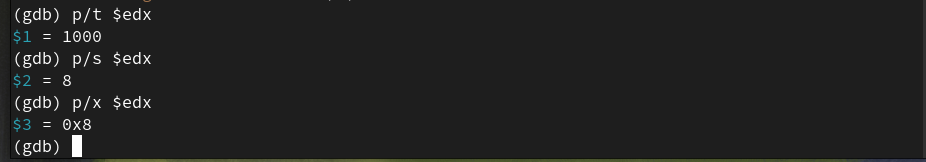 (gdb) p/t $edx
$1 = 1000
(gdb) p/s $edx
$2 = 8
(gdb) p/x $edx
$3 = 0x8
(gdb)